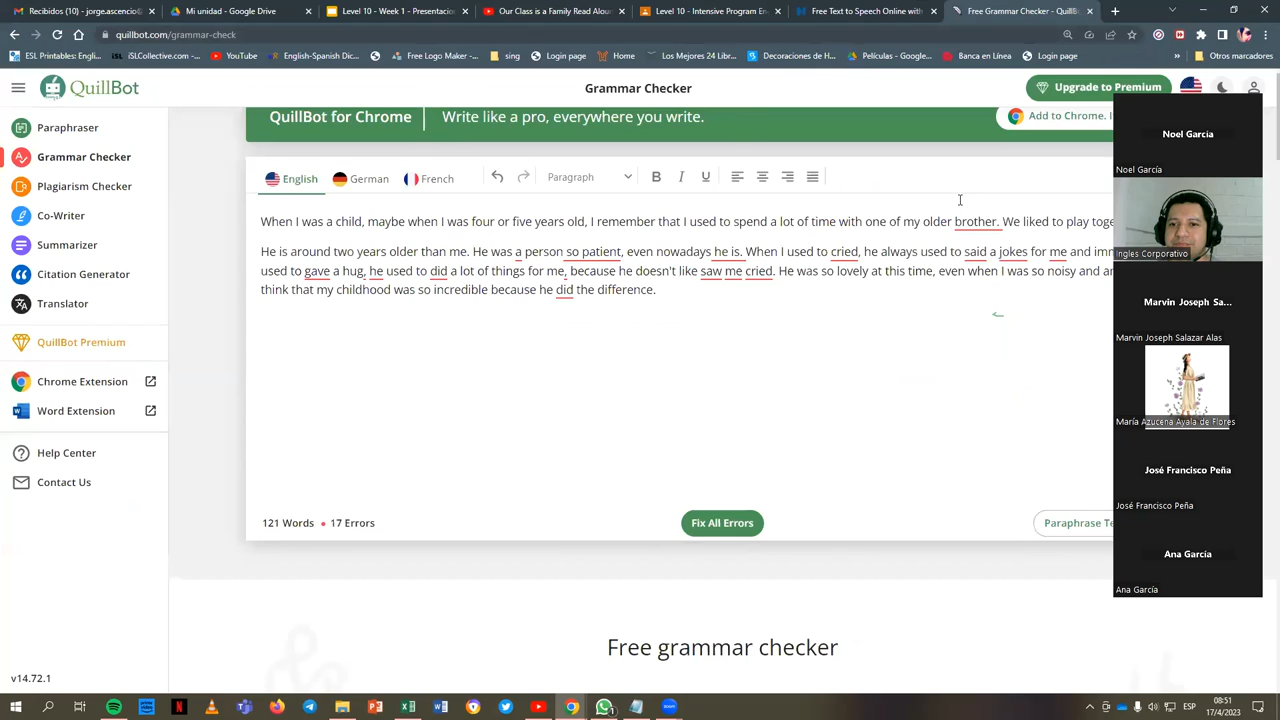 Recibidos (10) - jorge.ascencio@
Mi unidad - Google Drive
Level 10 - Week 1 - Presentacio
Our Class is a Family Read Alou
Level 10 - Intensive Program En
Free Text to Speech Online with
Free Grammar Checker - QuillBo
quillbot.com/grammar-check
ESL Printables: Engli...
iSLCollective.com -...
YouTube
English-Spanish Dic...
Free Logo Maker -...
sing
Login page
Home
Los Mejores 24 Libr...
Decoraciones de H...
Películas - Google...
Banca en Línea
Login page
»
Otros marcadores
QuillBot
Grammar Checker
Upgrade to Premium
Paraphraser
Grammar Checker
Plagiarism Checker
Co-Writer
Summarizer
Citation Generator
Translator
QuillBot Premium
Chrome Extension
Word Extension
Help Center
Contact Us
v14.72.1
QuillBot for Chrome
Write like a pro, everywhere you write.
Add to Chrome. I
English
German
French
Paragraph
B I U
When I was a child, maybe when I was four or five years old, I remember that I used to spend a lot of time with one of my older brother. We liked to play toge
He is around two years older than me. He was a person so patient, even nowadays he is. When I used to cried, he always used to said a jokes for me and im
used to gave a hug, he used to did a lot of things for me, because he doesn't like saw me cried. He was so lovely at this time, even when I was so noisy and an
think that my childhood was so incredible because he did the difference.
121 Words • 17 Errors
Fix All Errors
Paraphrase Te
Free grammar checker
Noel García
Noel García
Ingles Corporativo
Marvin Joseph Sa...
Marvin Joseph Salazar Alas
María Azucena Ayala de Flores
José Francisco Peña
José Francisco Peña
Ana García
Ana García
ESP
08:51
17/4/2023